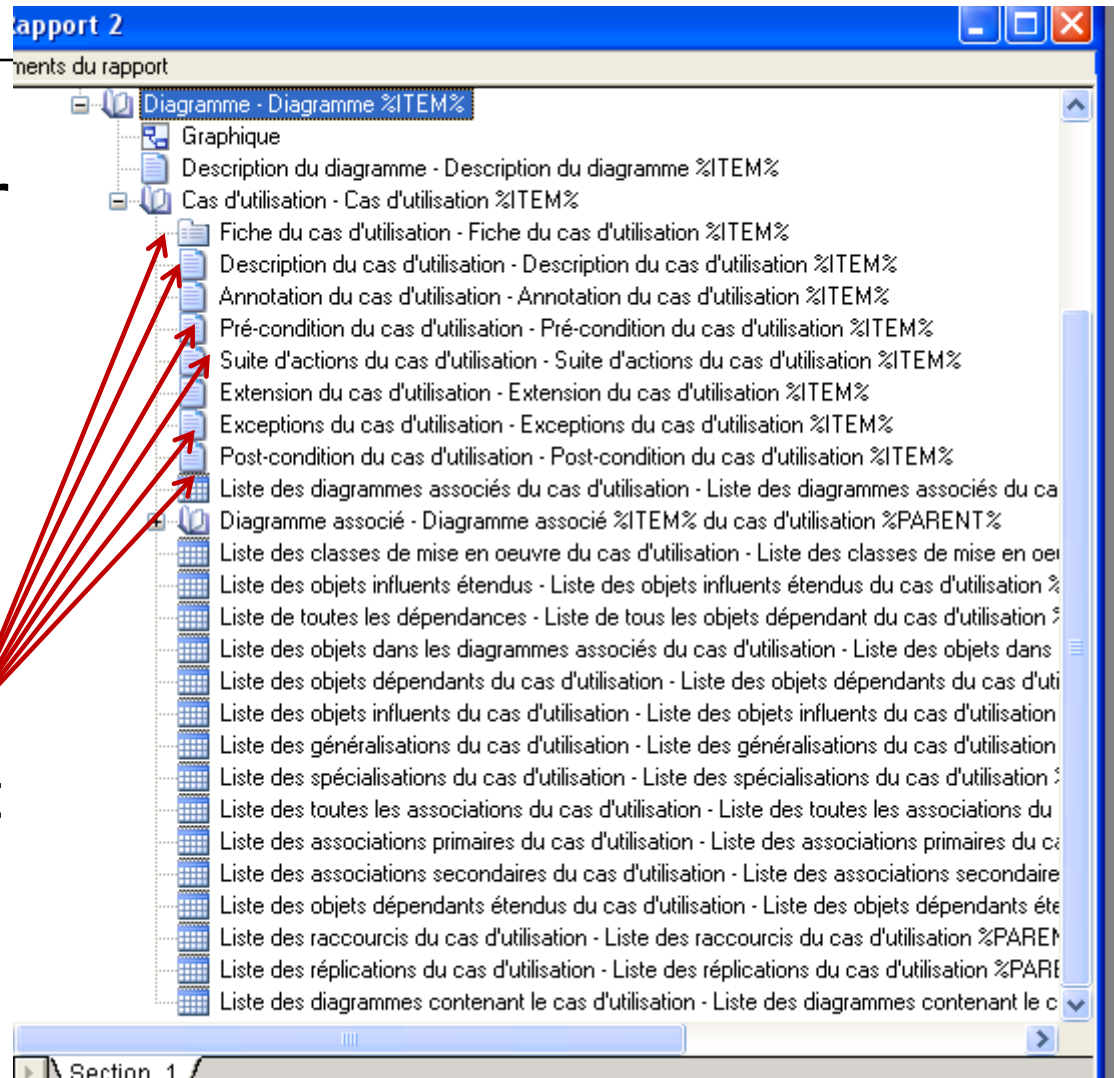 Rapport 2
ments du rapport
Diagramme - Diagramme %ITEM%
Graphique
Description du diagramme - Description du diagramme %ITEM%
Cas d'utilisation - Cas d'utilisation %ITEM%
Fiche du cas d'utilisation - Fiche du cas d'utilisation %ITEM%
Description du cas d'utilisation - Description du cas d'utilisation %ITEM%
Annotation du cas d'utilisation - Annotation du cas d'utilisation %ITEM%
Pré-condition du cas d'utilisation - Pré-condition du cas d'utilisation %ITEM%
Suite d'actions du cas d'utilisation - Suite d'actions du cas d'utilisation %ITEM%
Extension du cas d'utilisation - Extension du cas d'utilisation %ITEM%
Exceptions du cas d'utilisation - Exceptions du cas d'utilisation %ITEM%
Post-condition du cas d'utilisation - Post-condition du cas d'utilisation %ITEM%
Liste des diagrammes associés du cas d'utilisation - Liste des diagrammes associés du ca
Diagramme associé - Diagramme associé %ITEM% du cas d'utilisation %PARENT%
Liste des classes de mise en oeuvre du cas d'utilisation - Liste des classes de mise en oeu
Liste des objets influents étendus - Liste des objets influents étendus du cas d'utilisation %
Liste de toutes les dépendances - Liste de tous les objets dépendant du cas d'utilisation %
Liste des objets dans les diagrammes associés du cas d'utilisation - Liste des objets dans
Liste des objets dépendants du cas d'utilisation - Liste des objets dépendants du cas d'uti
Liste des objets influents du cas d'utilisation - Liste des objets influents du cas d'utilisation
Liste des généralisations du cas d'utilisation - Liste des généralisations du cas d'utilisation
Liste des spécialisations du cas d'utilisation - Liste des spécialisations du cas d'utilisation %
Liste des toutes les associations du cas d'utilisation - Liste des toutes les associations du
Liste des associations primaires du cas d'utilisation - Liste des associations primaires du ca
Liste des associations secondaires du cas d'utilisation - Liste des associations secondaire
Liste des objets dépendants étendus du cas d'utilisation - Liste des objets dépendants éte
Liste des raccourcis du cas d'utilisation - Liste des raccourcis du cas d'utilisation %PAREN
Liste des réplications du cas d'utilisation - Liste des réplications du cas d'utilisation %PARE
Liste des diagrammes contenant le cas d'utilisation - Liste des diagrammes contenant le c
Section_1